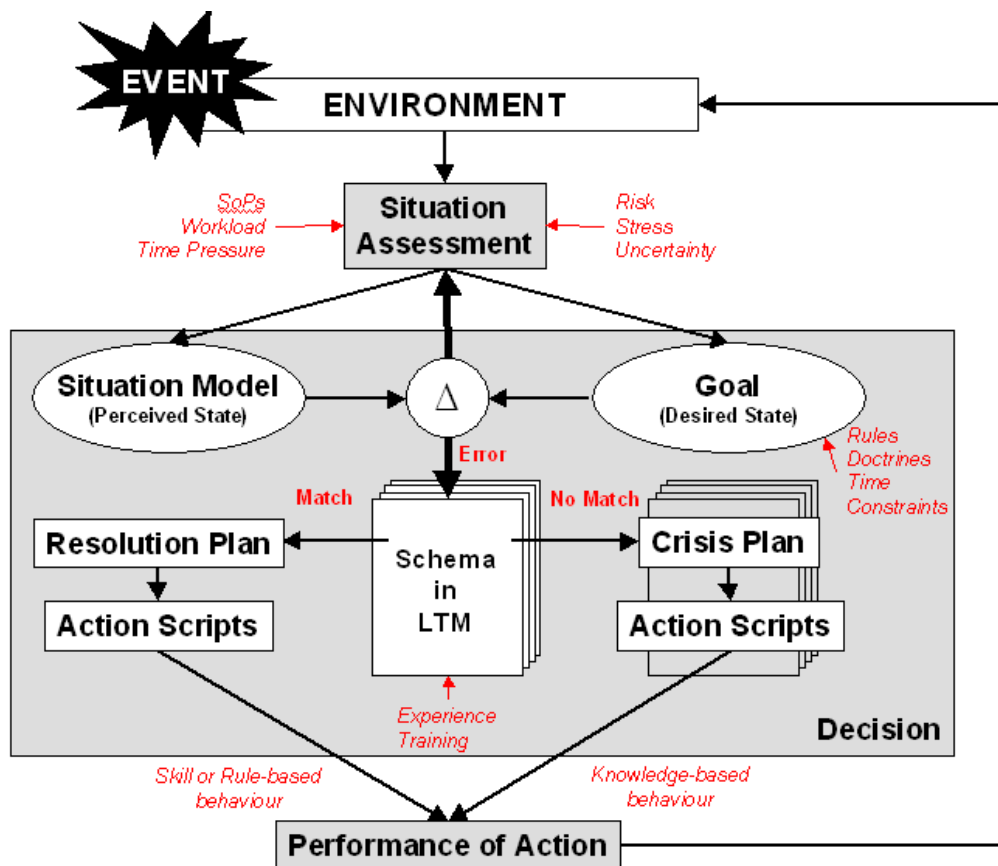 EVENT
ENVIRONMENT
SoPs
Workload
Time Pressure
Situation
Assessment
Risk
Stress
Uncertainty
Situation Model
(Perceived State)
Δ
Goal
(Desired State)
Error
Rules
Doctrines
Time
Constraints
Match
No Match
Resolution Plan
Schema
in
LTM
Crisis Plan
Action Scripts
Action Scripts
Experience
Training
Decision
Skill or Rule-based
behaviour
Knowledge-based
behaviour
Performance of Action